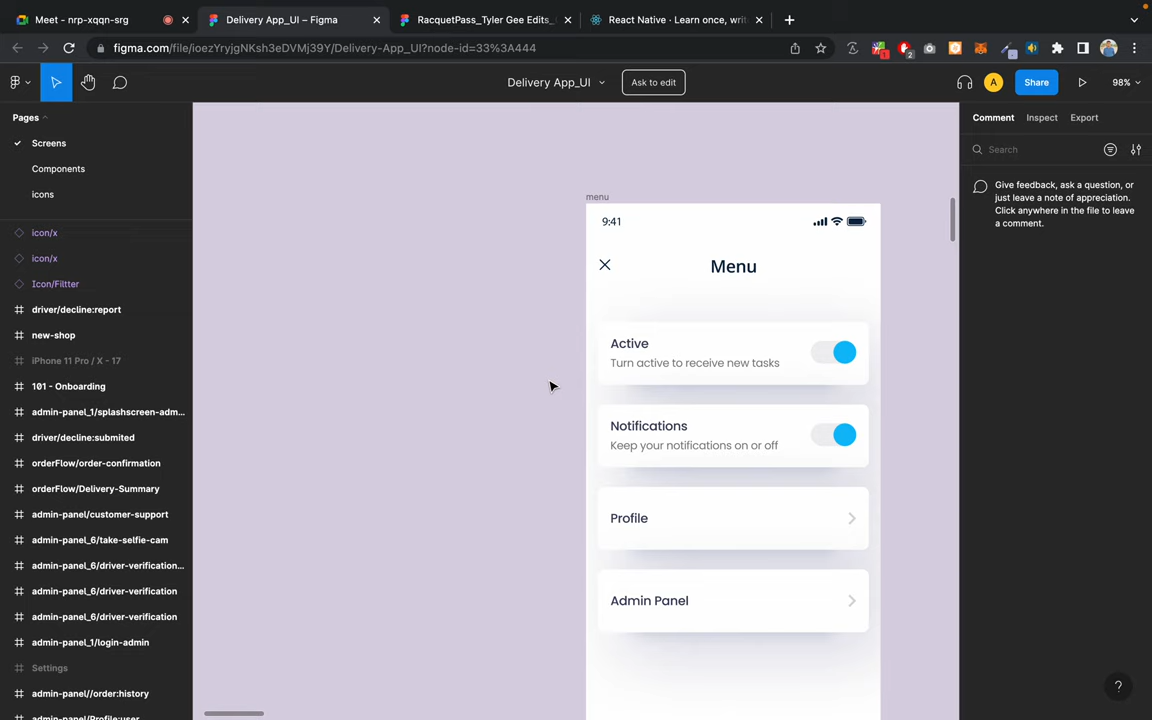 Meet - nrp-xqqn-srg
Delivery App_UI – Figma
RacquetPass_Tyler Gee Edits_
React Native · Learn once, writ
figma.com/file/ioezYryjgNKsh3eDVMj39Y/Delivery-App_UI?node-id=33%3A444
Delivery App_UI
Ask to edit
A
Share
98%
Pages
Screens
Components
icons
icon/x
icon/x
Icon/Filtter
driver/decline:report
new-shop
iPhone 11 Pro / X - 17
101 - Onboarding
admin-panel_1/splashscreen-adm...
driver/decline:submited
orderFlow/order-confirmation
orderFlow/Delivery-Summary
admin-panel/customer-support
admin-panel_6/take-selfie-cam
admin-panel_6/driver-verification...
admin-panel_6/driver-verification
admin-panel_6/driver-verification
admin-panel_1/login-admin
Settings
admin-panel//order:history
admin-panel/Profile:user
menu
9:41
Menu
Active
Turn active to receive new tasks
Notifications
Keep your notifications on or off
Profile
Admin Panel
Comment
Inspect
Export
Search
Give feedback, ask a question, or
just leave a note of appreciation.
Click anywhere in the file to leave
a comment.
?